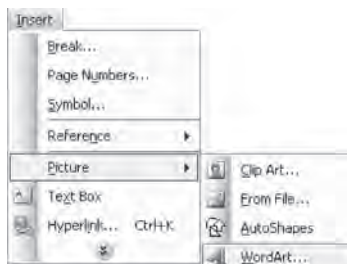 Insert
Break...
Page Numbers...
Symbol...
Reference
Picture
Text Box
Hyperlink... Ctrl+K
Clip Art...
From File...
AutoShapes
WordArt...